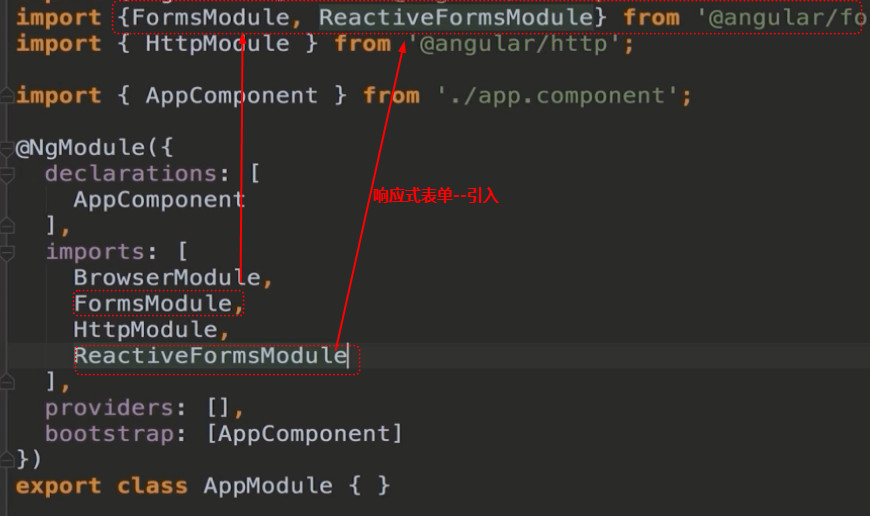 import {FormsModule, ReactiveFormsModule} from '@angular/fo
import { HttpModule } from '@angular/http';
import { AppComponent } from './app.component';
@NgModule({
declarations: [
AppComponent
响应式表单--引入
],
imports: [
BrowserModule,
FormsModule,
HttpModule,
ReactiveFormsModule
],
providers: [],
bootstrap: [AppComponent]
})
export class AppModule { }